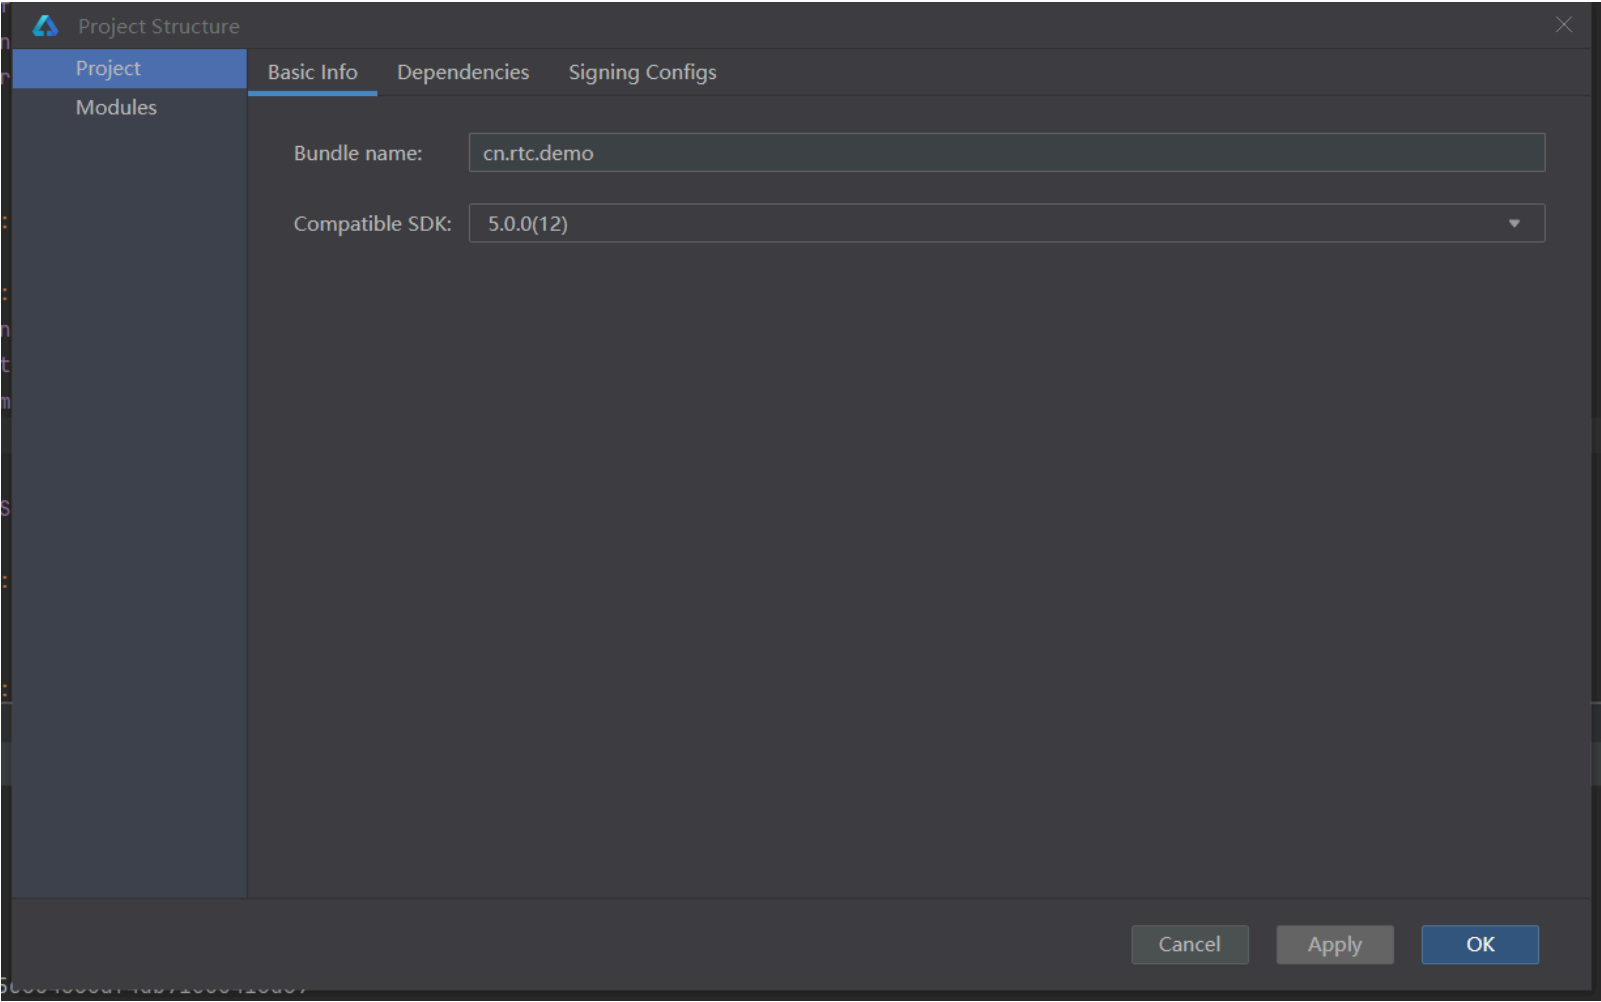 Project Structure
Project
Modules
Basic Info Dependencies Signing Configs
Bundle name: cn.rtc.demo
Compatible SDK: 5.0.0(12)
Cancel Apply OK